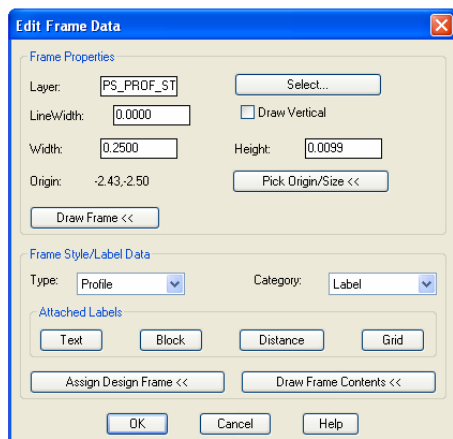 Edit Frame Data
Frame Properties
Layer: PS_PROF_ST Select...
LineWidth: 0.0000 Draw Vertical
Width: 0.2500 Height: 0.0099
Origin: -2.43,-2.50 Pick Origin/Size <<
Draw Frame <<
Frame Style/Label Data
Type: Profile Category: Label
Attached Labels
Text Block Distance Grid
Assign Design Frame << Draw Frame Contents <<
OK Cancel Help